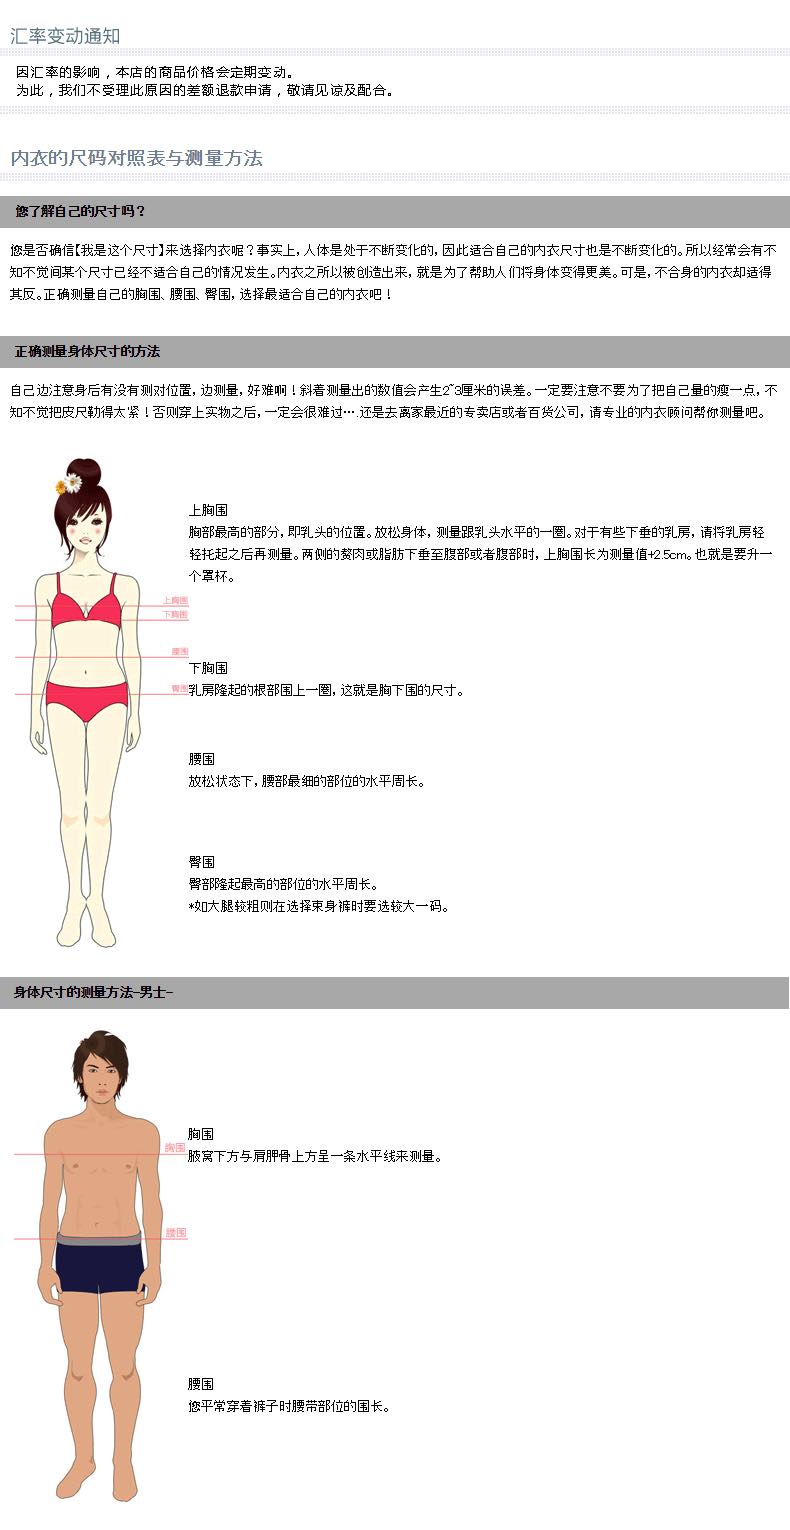 汇率变动通知
因汇率的影响，本店的商品价格会定期变动。
为此，我们不受理此原因的差额退款申请，敬请见谅及配合。
内衣的尺码对照表与测量方法
您了解自己的尺寸吗？
您是否确信【我是这个尺寸】来选择内衣呢？事实上，人体是处于不断变化的，因此适合自己的内衣尺寸也是不断变化的。所以经常会有不
知不觉间某个尺寸已经不适合自己的情况发生。内衣之所以被创造出来，就是为了帮助人们将身体变得更美。可是，不合身的内衣却适得
其反。正确测量自己的胸围、腰围、臀围，选择最适合自己的内衣吧！
正确测量身体尺寸的方法
自己边注意身后有没有测对位置，边测量，好难啊！斜着测量出的数值会产生2~3厘米的误差。一定要注意不要为了把自己量的瘦一点，不
知不觉把皮尺勒得太紧！否则穿上实物之后，一定会很难过….还是去离家最近的专卖店或者百货公司，请专业的内衣顾问帮你测量吧。
上胸围
胸部最高的部分，即乳头的位置。放松身体，测量跟乳头水平的一圈。对于有些下垂的乳房，请将乳房轻
轻托起之后再测量。两侧的赘肉或脂肪下垂至腹部或者腹部时，上胸围长为测量值+2.5cm。也就是要升一
个罩杯。
上胸围
下胸围
腰围
臀围
下胸围
乳房隆起的根部围上一圈，这就是胸下围的尺寸。
腰围
放松状态下，腰部最细的部位的水平周长。
臀围
臀部隆起最高的部位的水平周长。
*如大腿较粗则在选择束身裤时要选较大一码。
身体尺寸的测量方法-男士-
胸围
胸围
腋窝下方与肩胛骨上方呈一条水平线来测量。
腰围
腰围
您平常穿着裤子时腰带部位的围长。